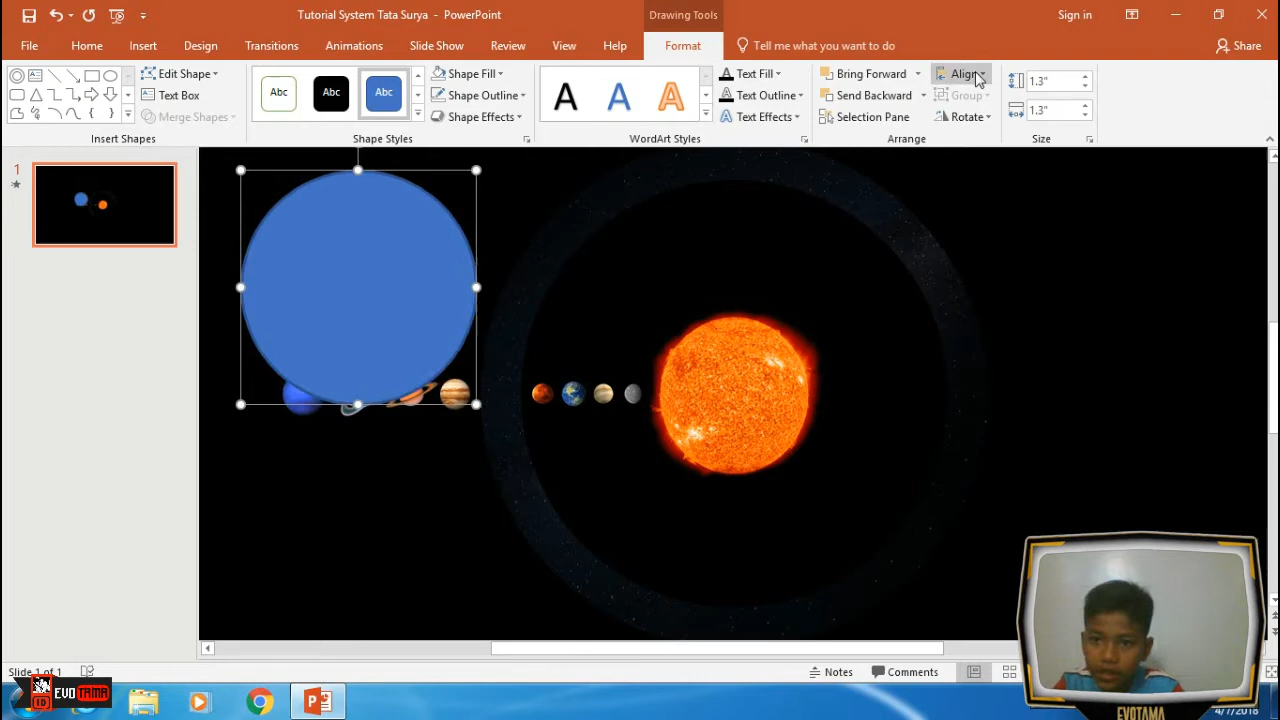 Tutorial System Tata Surya - PowerPoint
Sign in
File
Home
Insert
Design
Transitions
Animations
Slide Show
Review
View
Help
Drawing Tools
Format
Tell me what you want to do
Share
Edit Shape
Text Box
Merge Shapes
Insert Shapes
Abc
Abc
Abc
Shape Fill
Shape Outline
Shape Effects
Shape Styles
A
A
A
Text Fill
Text Outline
Text Effects
WordArt Styles
Bring Forward
Send Backward
Selection Pane
Align
Group
Rotate
Arrange
1.3"
1.3"
Size
1
Slide 1 of 1
Notes
Comments
ID
EVOTAMA
EVOTAMA
4/7/2018